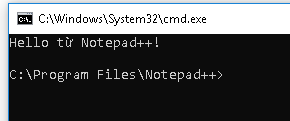 C:\Windows\System32\cmd.exe
Hello từ Notepad++!
C:\Program Files\Notepad++>